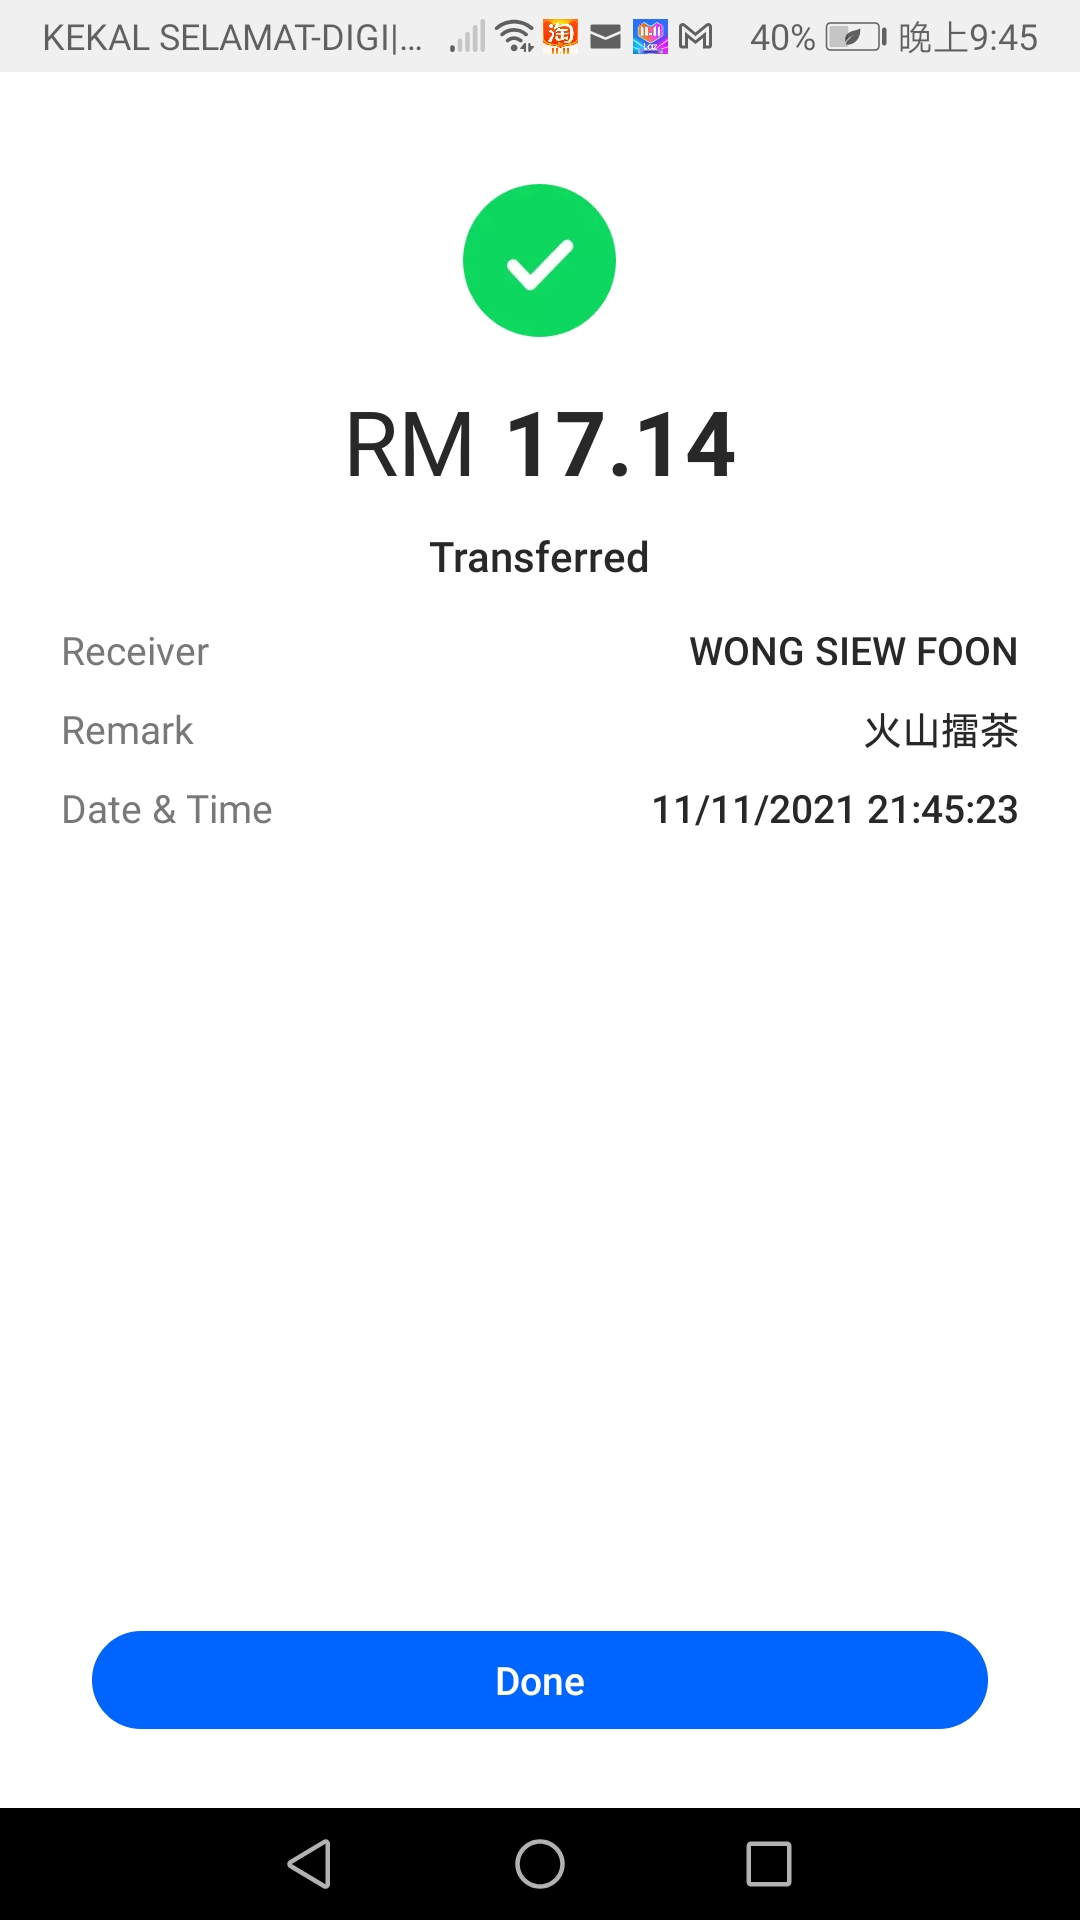 KEKAL SELAMAT-DIGI|... 40% 晚上9:45
RM 17.14
Transferred
Receiver WONG SIEW FOON
Remark 火山擂茶
Date & Time 11/11/2021 21:45:23
Done